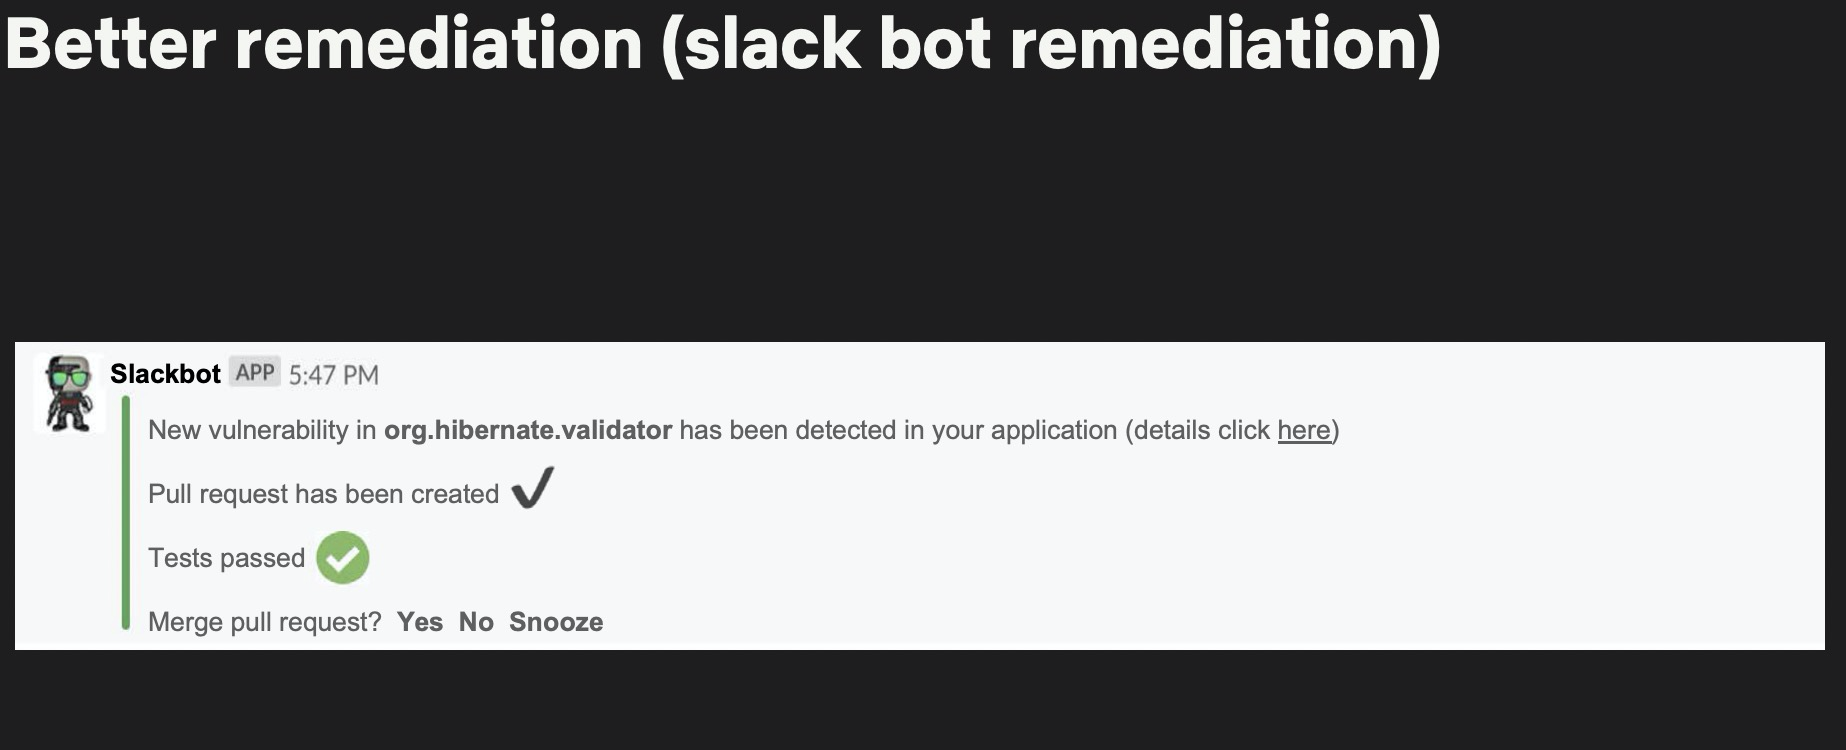 Better remediation (slack bot remediation)
Slackbot APP 5:47 PM
New vulnerability in org.hibernate.validator has been detected in your application (details click here)
Pull request has been created
Tests passed
Merge pull request? Yes No Snooze